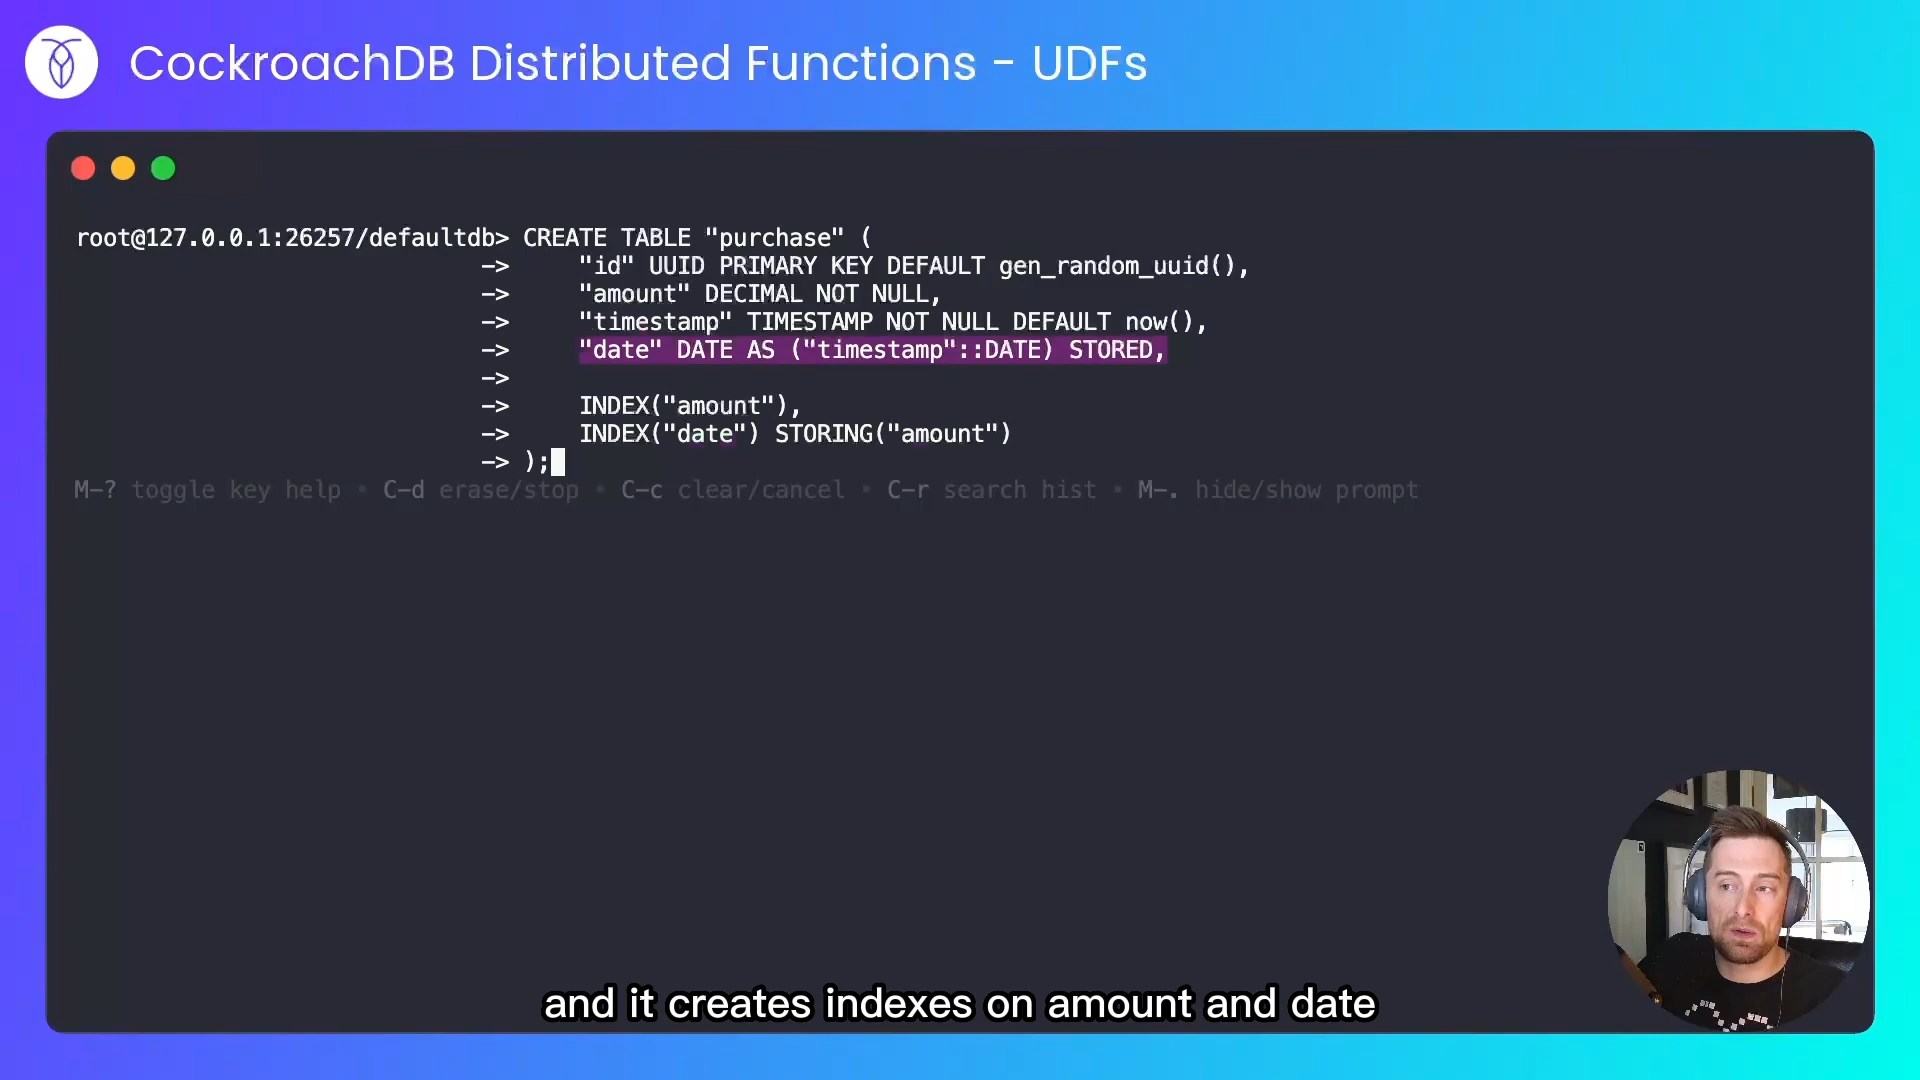 CockroachDB Distributed Functions - UDFs
root@127.0.0.1:26257/defaultdb> CREATE TABLE "purchase" (
-> "id" UUID PRIMARY KEY DEFAULT gen_random_uuid(),
-> "amount" DECIMAL NOT NULL,
-> "timestamp" TIMESTAMP NOT NULL DEFAULT now(),
-> "date" DATE AS ("timestamp"::DATE) STORED,
->
-> INDEX("amount"),
-> INDEX("date") STORING("amount")
-> );
M-? toggle key help • C-d erase/stop • C-c clear/cancel • C-r search hist • M-. hide/show prompt
and it creates indexes on amount and date